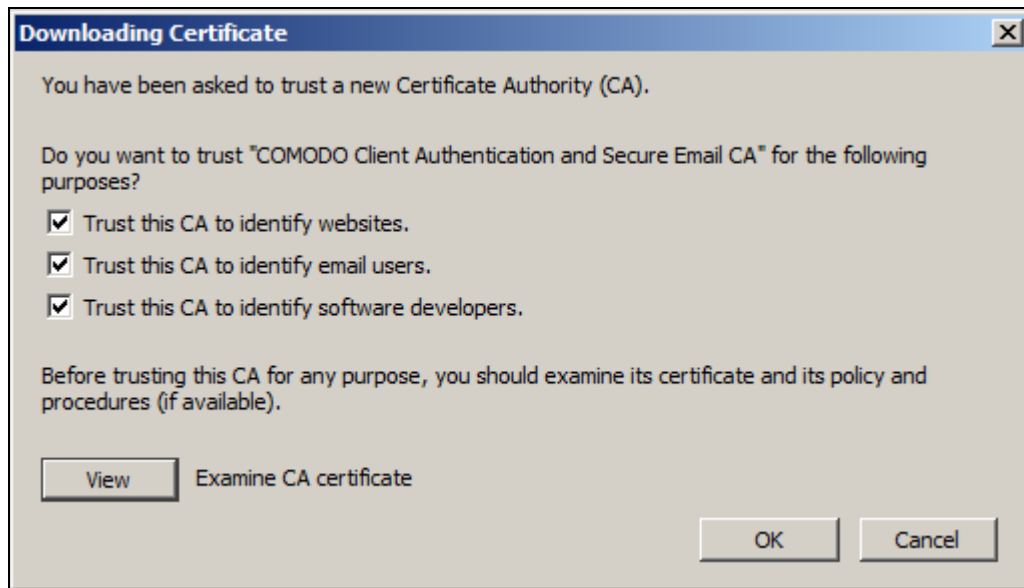 Downloading Certificate
You have been asked to trust a new Certificate Authority (CA).
Do you want to trust "COMODO Client Authentication and Secure Email CA" for the following
purposes?
Trust this CA to identify websites.
Trust this CA to identify email users.
Trust this CA to identify software developers.
Before trusting this CA for any purpose, you should examine its certificate and its policy and
procedures (if available).
View Examine CA certificate
OK Cancel